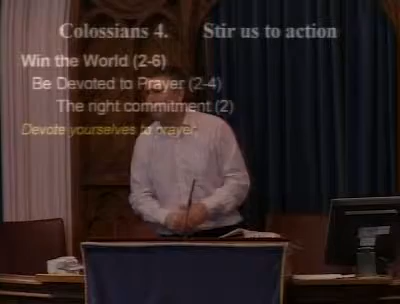 Colossians 4. Stir us to action
Win the World (2-6)
Be Devoted to Prayer (2-4)
The right commitment (2)
Devote yourselves to prayer